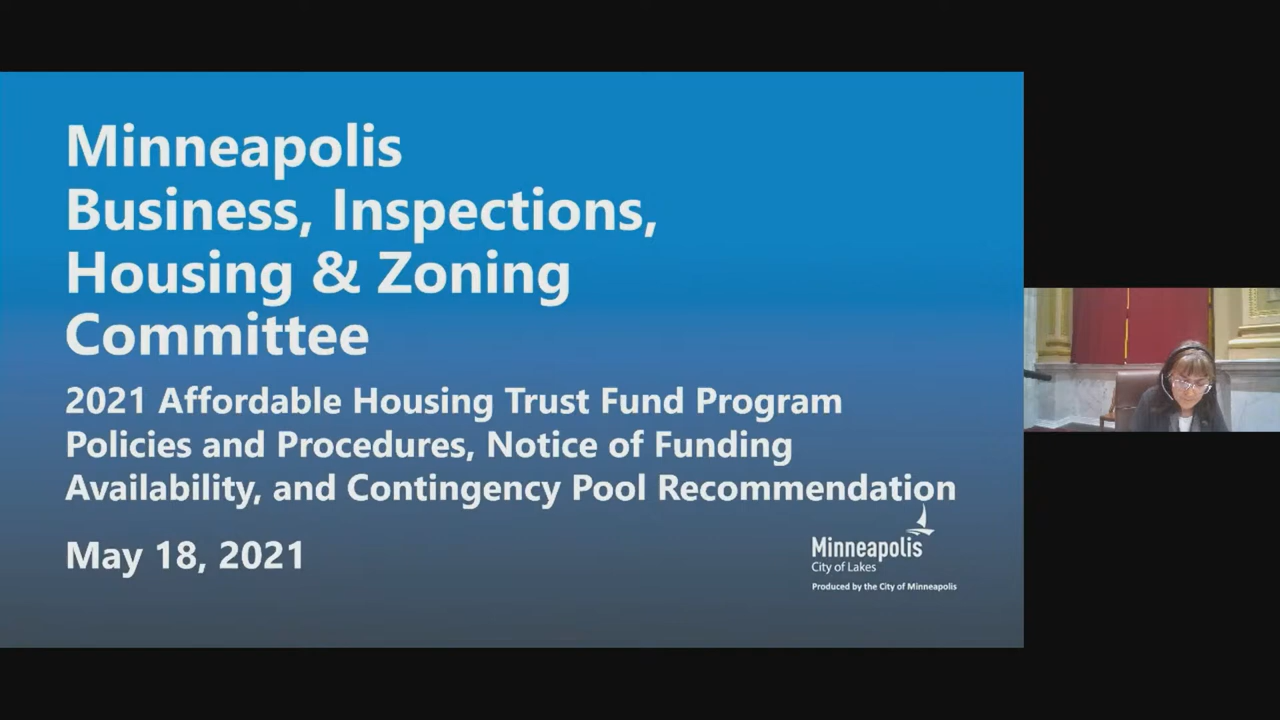 Minneapolis
Business, Inspections,
Housing & Zoning
Committee
2021 Affordable Housing Trust Fund Program
Policies and Procedures, Notice of Funding
Availability, and Contingency Pool Recommendation
May 18, 2021
Minneapolis
City of Lakes
Produced by the City of Minneapolis